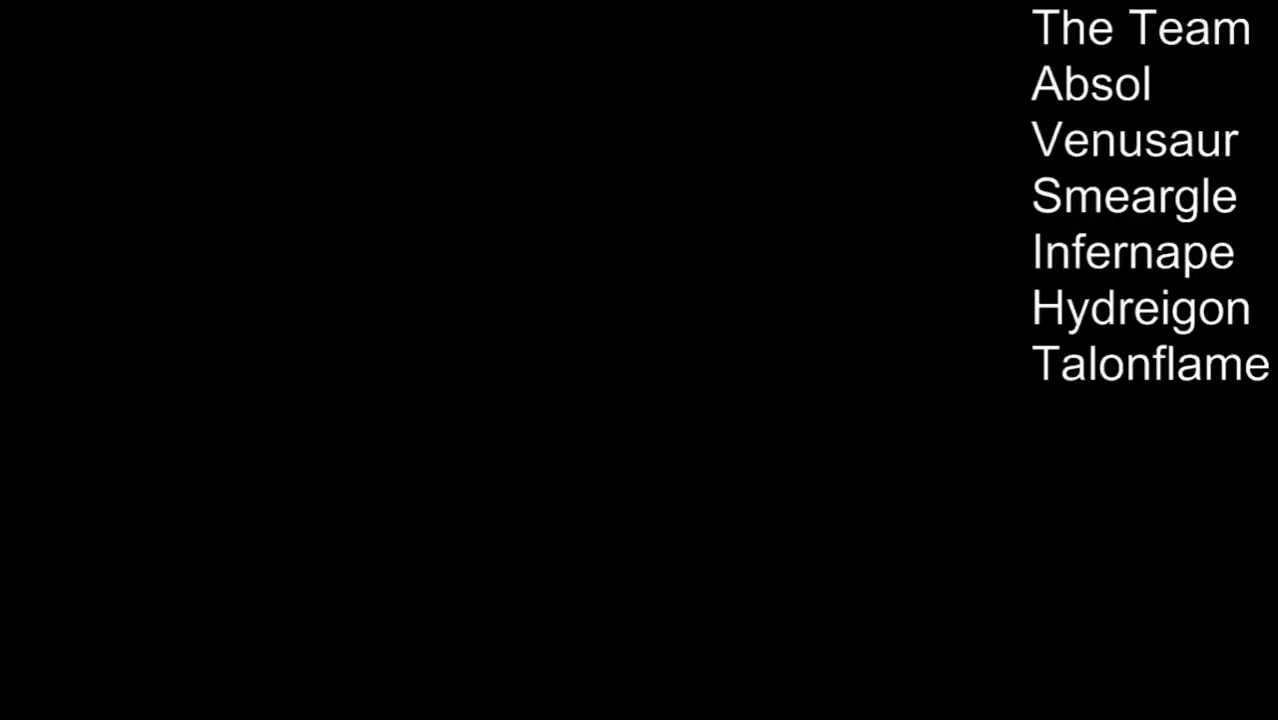 The Team
Absol
Venusaur
Smeargle
Infernape
Hydreigon
Talonflame